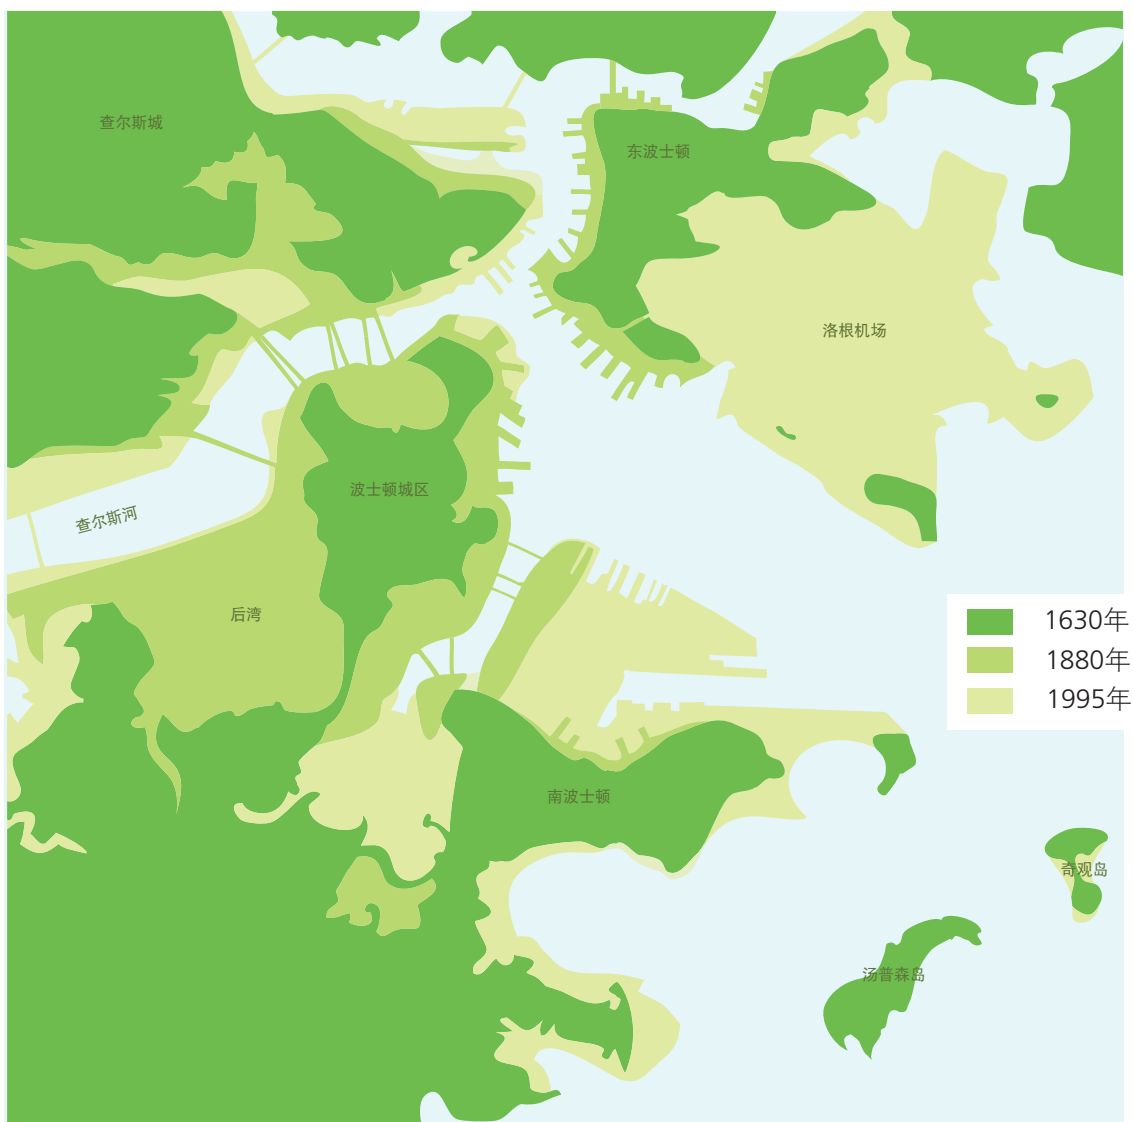 查尔斯城
东波士顿
洛根机场
波士顿城区
查尔斯河
后湾
1630年
1880年
1995年
南波士顿
奇观岛
汤普森岛